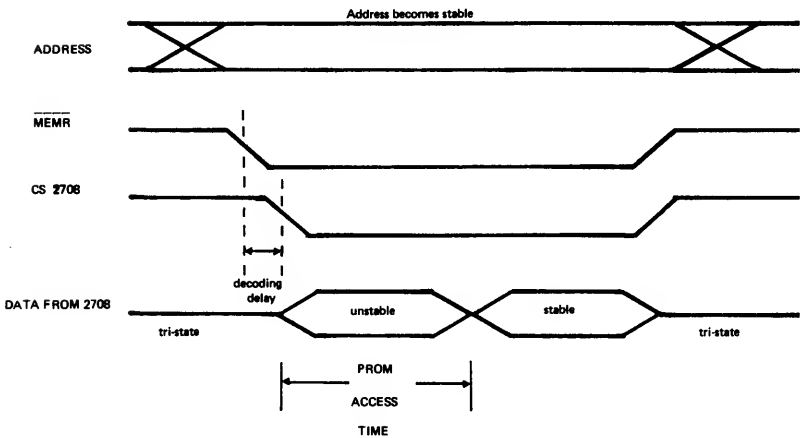 Address becomes stable
ADDRESS
MEMR
CS 2708
decoding
delay
DATA FROM 2708
unstable
stable
tri-state
tri-state
PROM
ACCESS
TIME